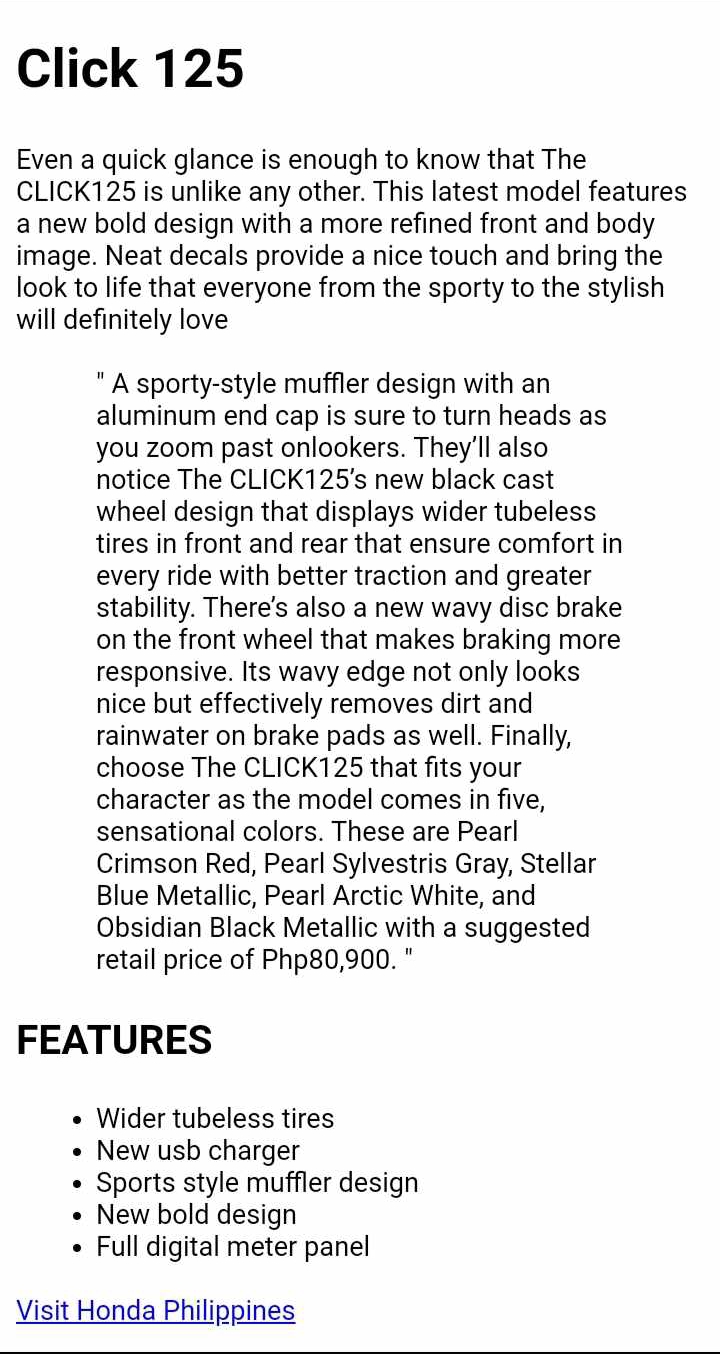 Click 125
Even a quick glance is enough to know that The
CLICK125 is unlike any other. This latest model features
a new bold design with a more refined front and body
image. Neat decals provide a nice touch and bring the
look to life that everyone from the sporty to the stylish
will definitely love
" A sporty-style muffler design with an
aluminum end cap is sure to turn heads as
you zoom past onlookers. They’ll also
notice The CLICK125’s new black cast
wheel design that displays wider tubeless
tires in front and rear that ensure comfort in
every ride with better traction and greater
stability. There’s also a new wavy disc brake
on the front wheel that makes braking more
responsive. Its wavy edge not only looks
nice but effectively removes dirt and
rainwater on brake pads as well. Finally,
choose The CLICK125 that fits your
character as the model comes in five,
sensational colors. These are Pearl
Crimson Red, Pearl Sylvestris Gray, Stellar
Blue Metallic, Pearl Arctic White, and
Obsidian Black Metallic with a suggested
retail price of Php80,900. "
FEATURES
• Wider tubeless tires
• New usb charger
• Sports style muffler design
• New bold design
• Full digital meter panel
Visit Honda Philippines